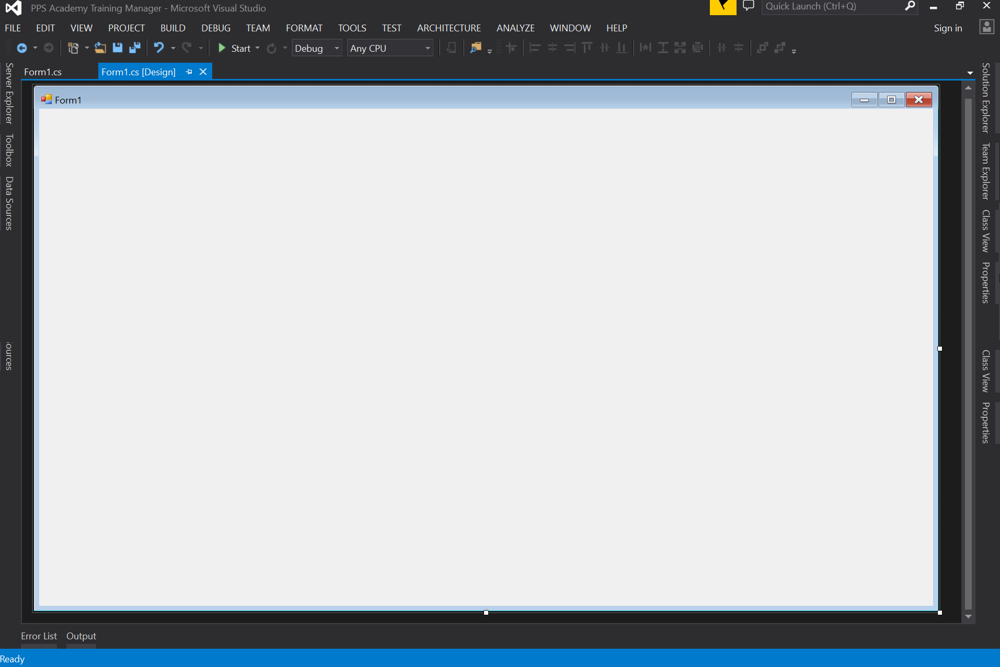 PPS Academy Training Manager - Microsoft Visual Studio
Quick Launch (Ctrl+Q)
FILE EDIT VIEW PROJECT BUILD DEBUG TEAM FORMAT TOOLS TEST ARCHITECTURE ANALYZE WINDOW HELP
Sign in
Start Debug Any CPU
Form1.cs Form1.cs [Design]
Form1
Server Explorer
Toolbox
Data Sources
ources
Solution Explorer
Team Explorer
Class View
Properties
Class View
Properties
Error List Output
Ready